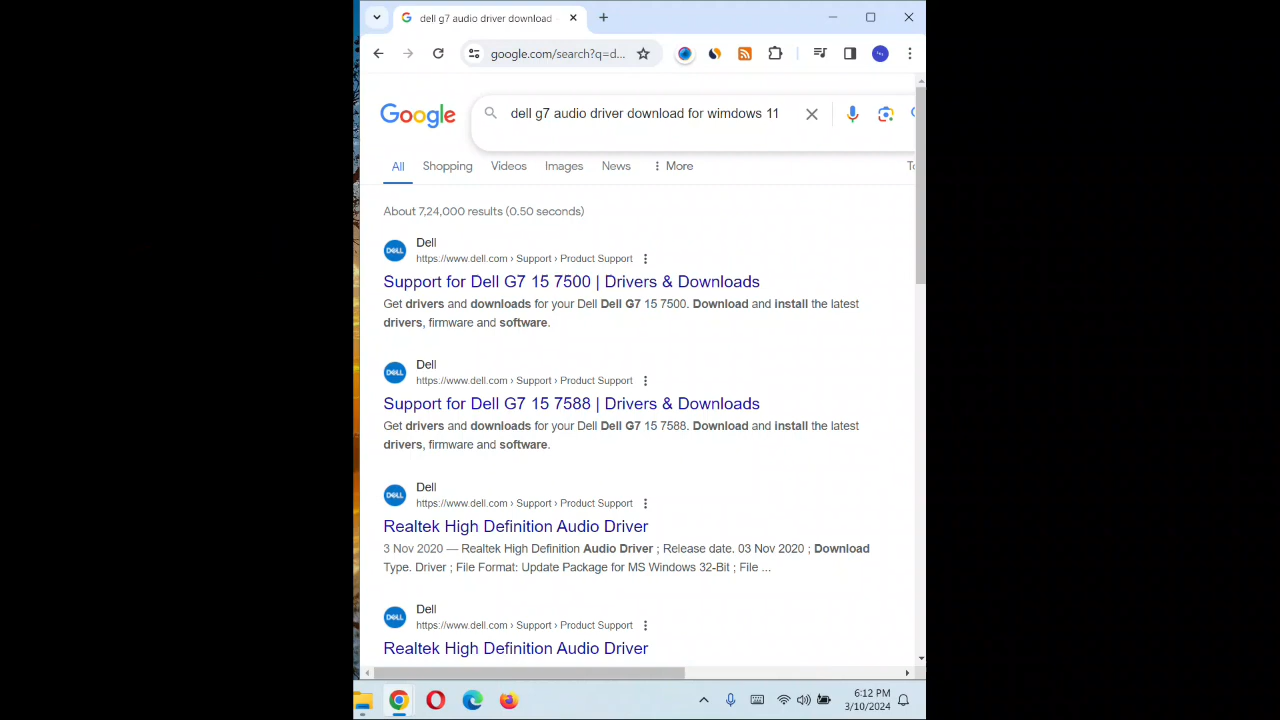 dell g7 audio driver download
google.com/search?q=d...
Google
dell g7 audio driver download for wimdows 11
All Shopping Videos Images News More
About 7,24,000 results (0.50 seconds)
DELL
Dell
https://www.dell.com › Support › Product Support
Support for Dell G7 15 7500 | Drivers & Downloads
Get drivers and downloads for your Dell Dell G7 15 7500. Download and install the latest
drivers, firmware and software.
DELL
Dell
https://www.dell.com › Support › Product Support
Support for Dell G7 15 7588 | Drivers & Downloads
Get drivers and downloads for your Dell Dell G7 15 7588. Download and install the latest
drivers, firmware and software.
DELL
Dell
https://www.dell.com › Support › Product Support
Realtek High Definition Audio Driver
3 Nov 2020 — Realtek High Definition Audio Driver ; Release date. 03 Nov 2020 ; Download
Type. Driver ; File Format: Update Package for MS Windows 32-Bit ; File ...
DELL
Dell
https://www.dell.com › Support › Product Support
Realtek High Definition Audio Driver
6:12 PM
3/10/2024